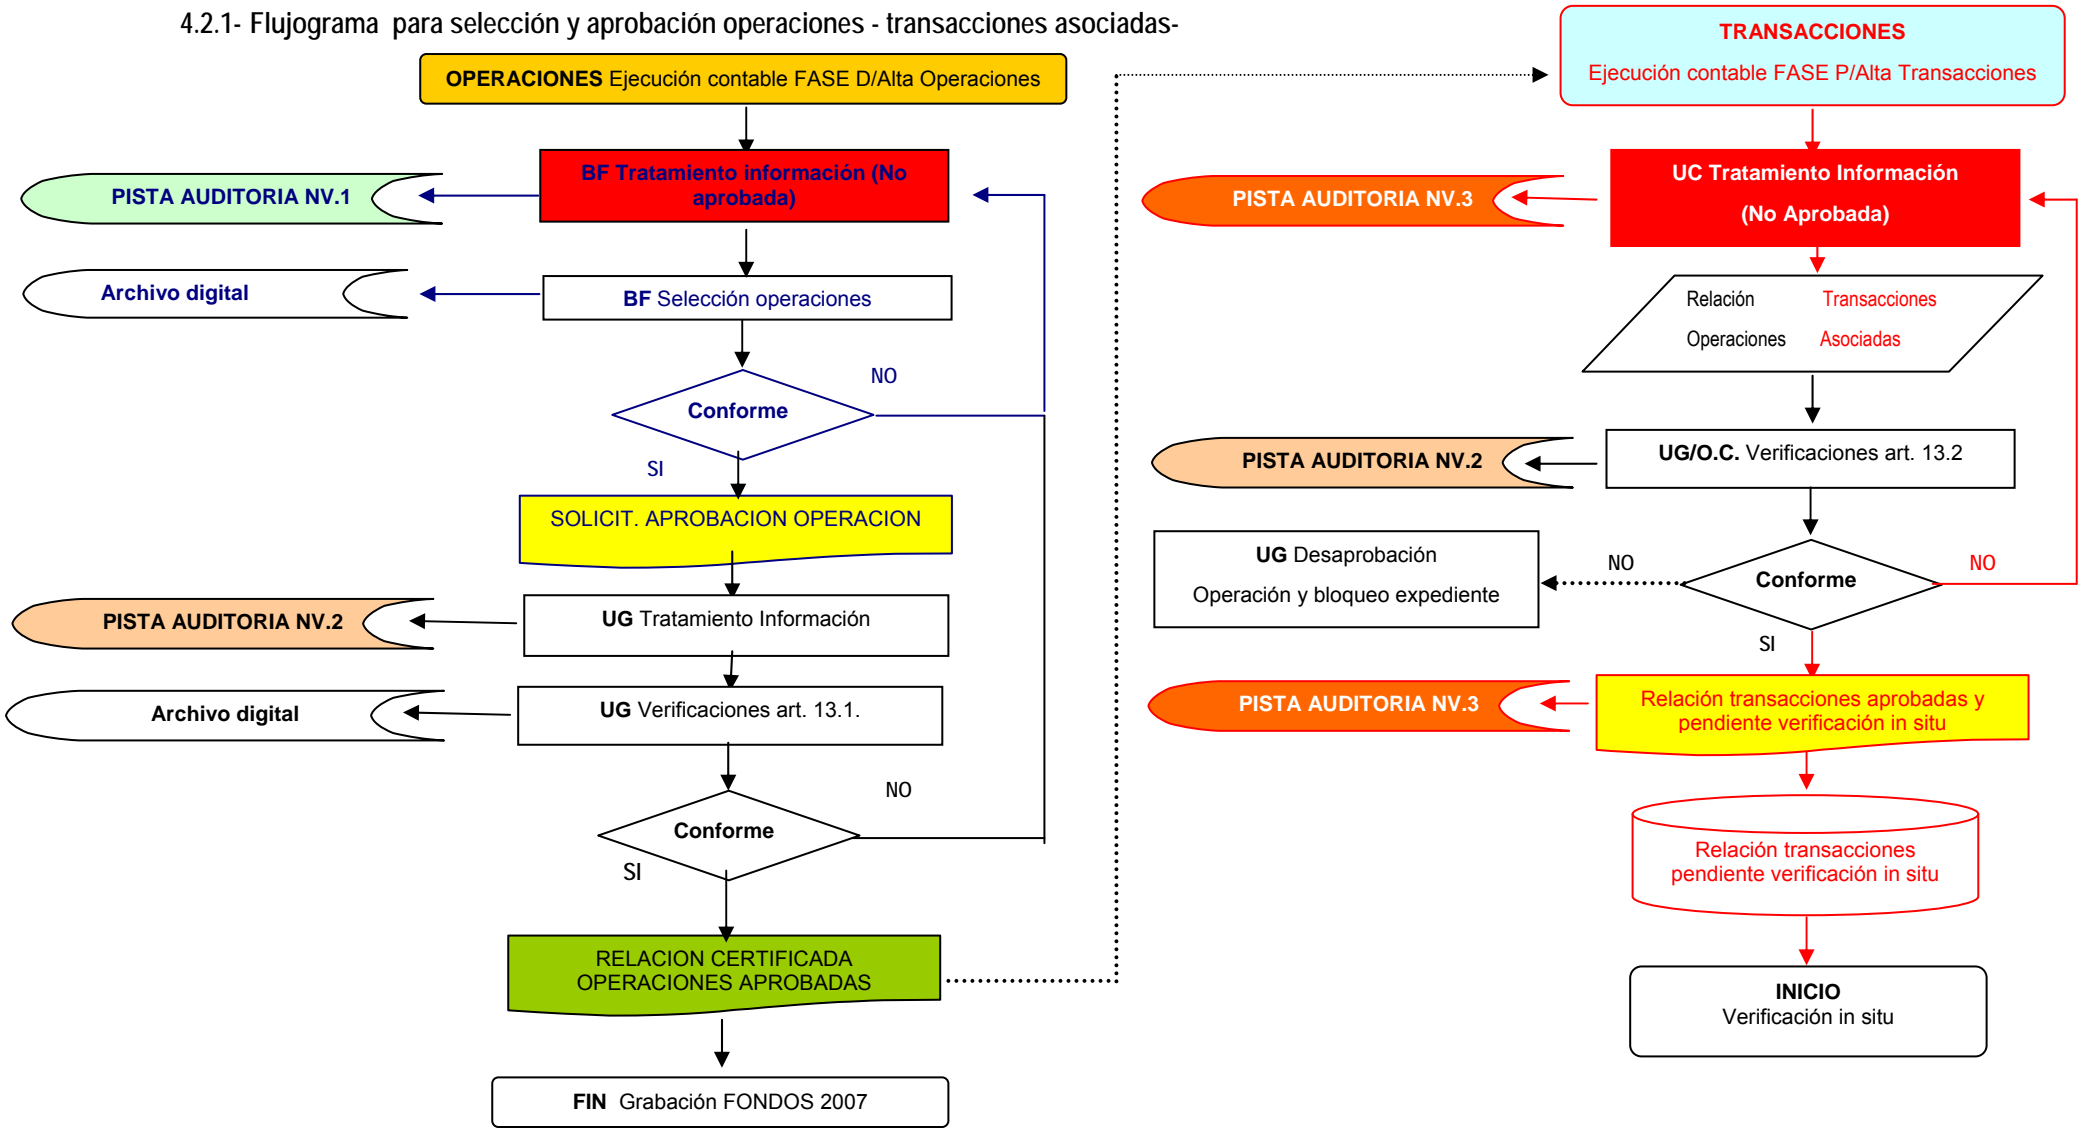 4.2.1- Flujograma para selección y aprobación operaciones - transacciones asociadas-
OPERACIONES Ejecución contable FASE D/Alta Operaciones
BF Tratamiento información (No
aprobada)
PISTA AUDITORIA NV.1
Archivo digital
BF Selección operaciones
NO
Conforme
SI
SOLICIT. APROBACION OPERACION
PISTA AUDITORIA NV.2
UG Tratamiento Información
Archivo digital
UG Verificaciones art. 13.1.
NO
Conforme
SI
RELACION CERTIFICADA
OPERACIONES APROBADAS
FIN Grabación FONDOS 2007
TRANSACCIONES
Ejecución contable FASE P/Alta Transacciones
UC Tratamiento Información
(No Aprobada)
PISTA AUDITORIA NV.3
Relación Transacciones
Operaciones Asociadas
PISTA AUDITORIA NV.2
UG/O.C. Verificaciones art. 13.2
UG Desaprobación
Operación y bloqueo expediente
NO
Conforme
NO
SI
PISTA AUDITORIA NV.3
Relación transacciones aprobadas y
pendiente verificación in situ
Relación transacciones
pendiente verificación in situ
INICIO
Verificación in situ